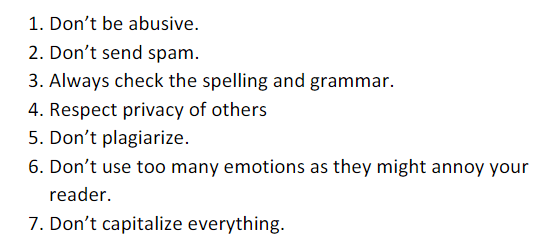 1. Don’t be abusive.
2. Don’t send spam.
3. Always check the spelling and grammar.
4. Respect privacy of others
5. Don’t plagiarize.
6. Don’t use too many emotions as they might annoy your
reader.
7. Don’t capitalize everything.